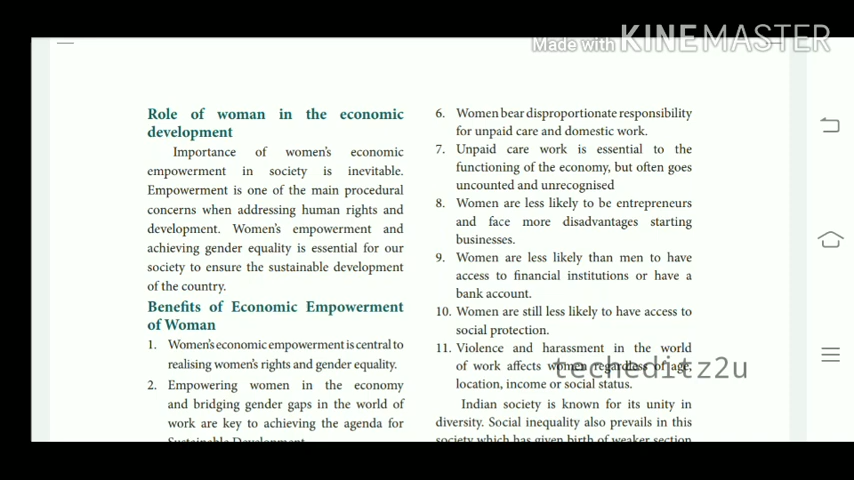 Made with KINEMASTER
Role of woman in the economic
development
Importance of women's economic
empowerment in society is inevitable.
Empowerment is one of the main procedural
concerns when addressing human rights and
development. Women's empowerment and
achieving gender equality is essential for our
society to ensure the sustainable development
of the country.
Benefits of Economic Empowerment
of Woman
1. Women's economic empowerment is central to
realising women's rights and gender equality.
2. Empowering women in the economy
and bridging gender gaps in the world of
work are key to achieving the agenda for
Sustainable Development.
6. Women bear disproportionate responsibility
for unpaid care and domestic work.
7. Unpaid care work is essential to the
functioning of the economy, but often goes
uncounted and unrecognised
8. Women are less likely to be entrepreneurs
and face more disadvantages starting
businesses.
9. Women are less likely than men to have
access to financial institutions or have a
bank account.
10. Women are still less likely to have access to
social protection.
11. Violence and harassment in the world
of work affects women regardless of age,
location, income or social status.
techeditz2u
Indian society is known for its unity in
diversity. Social inequality also prevails in this
society which has given birth of weaker section